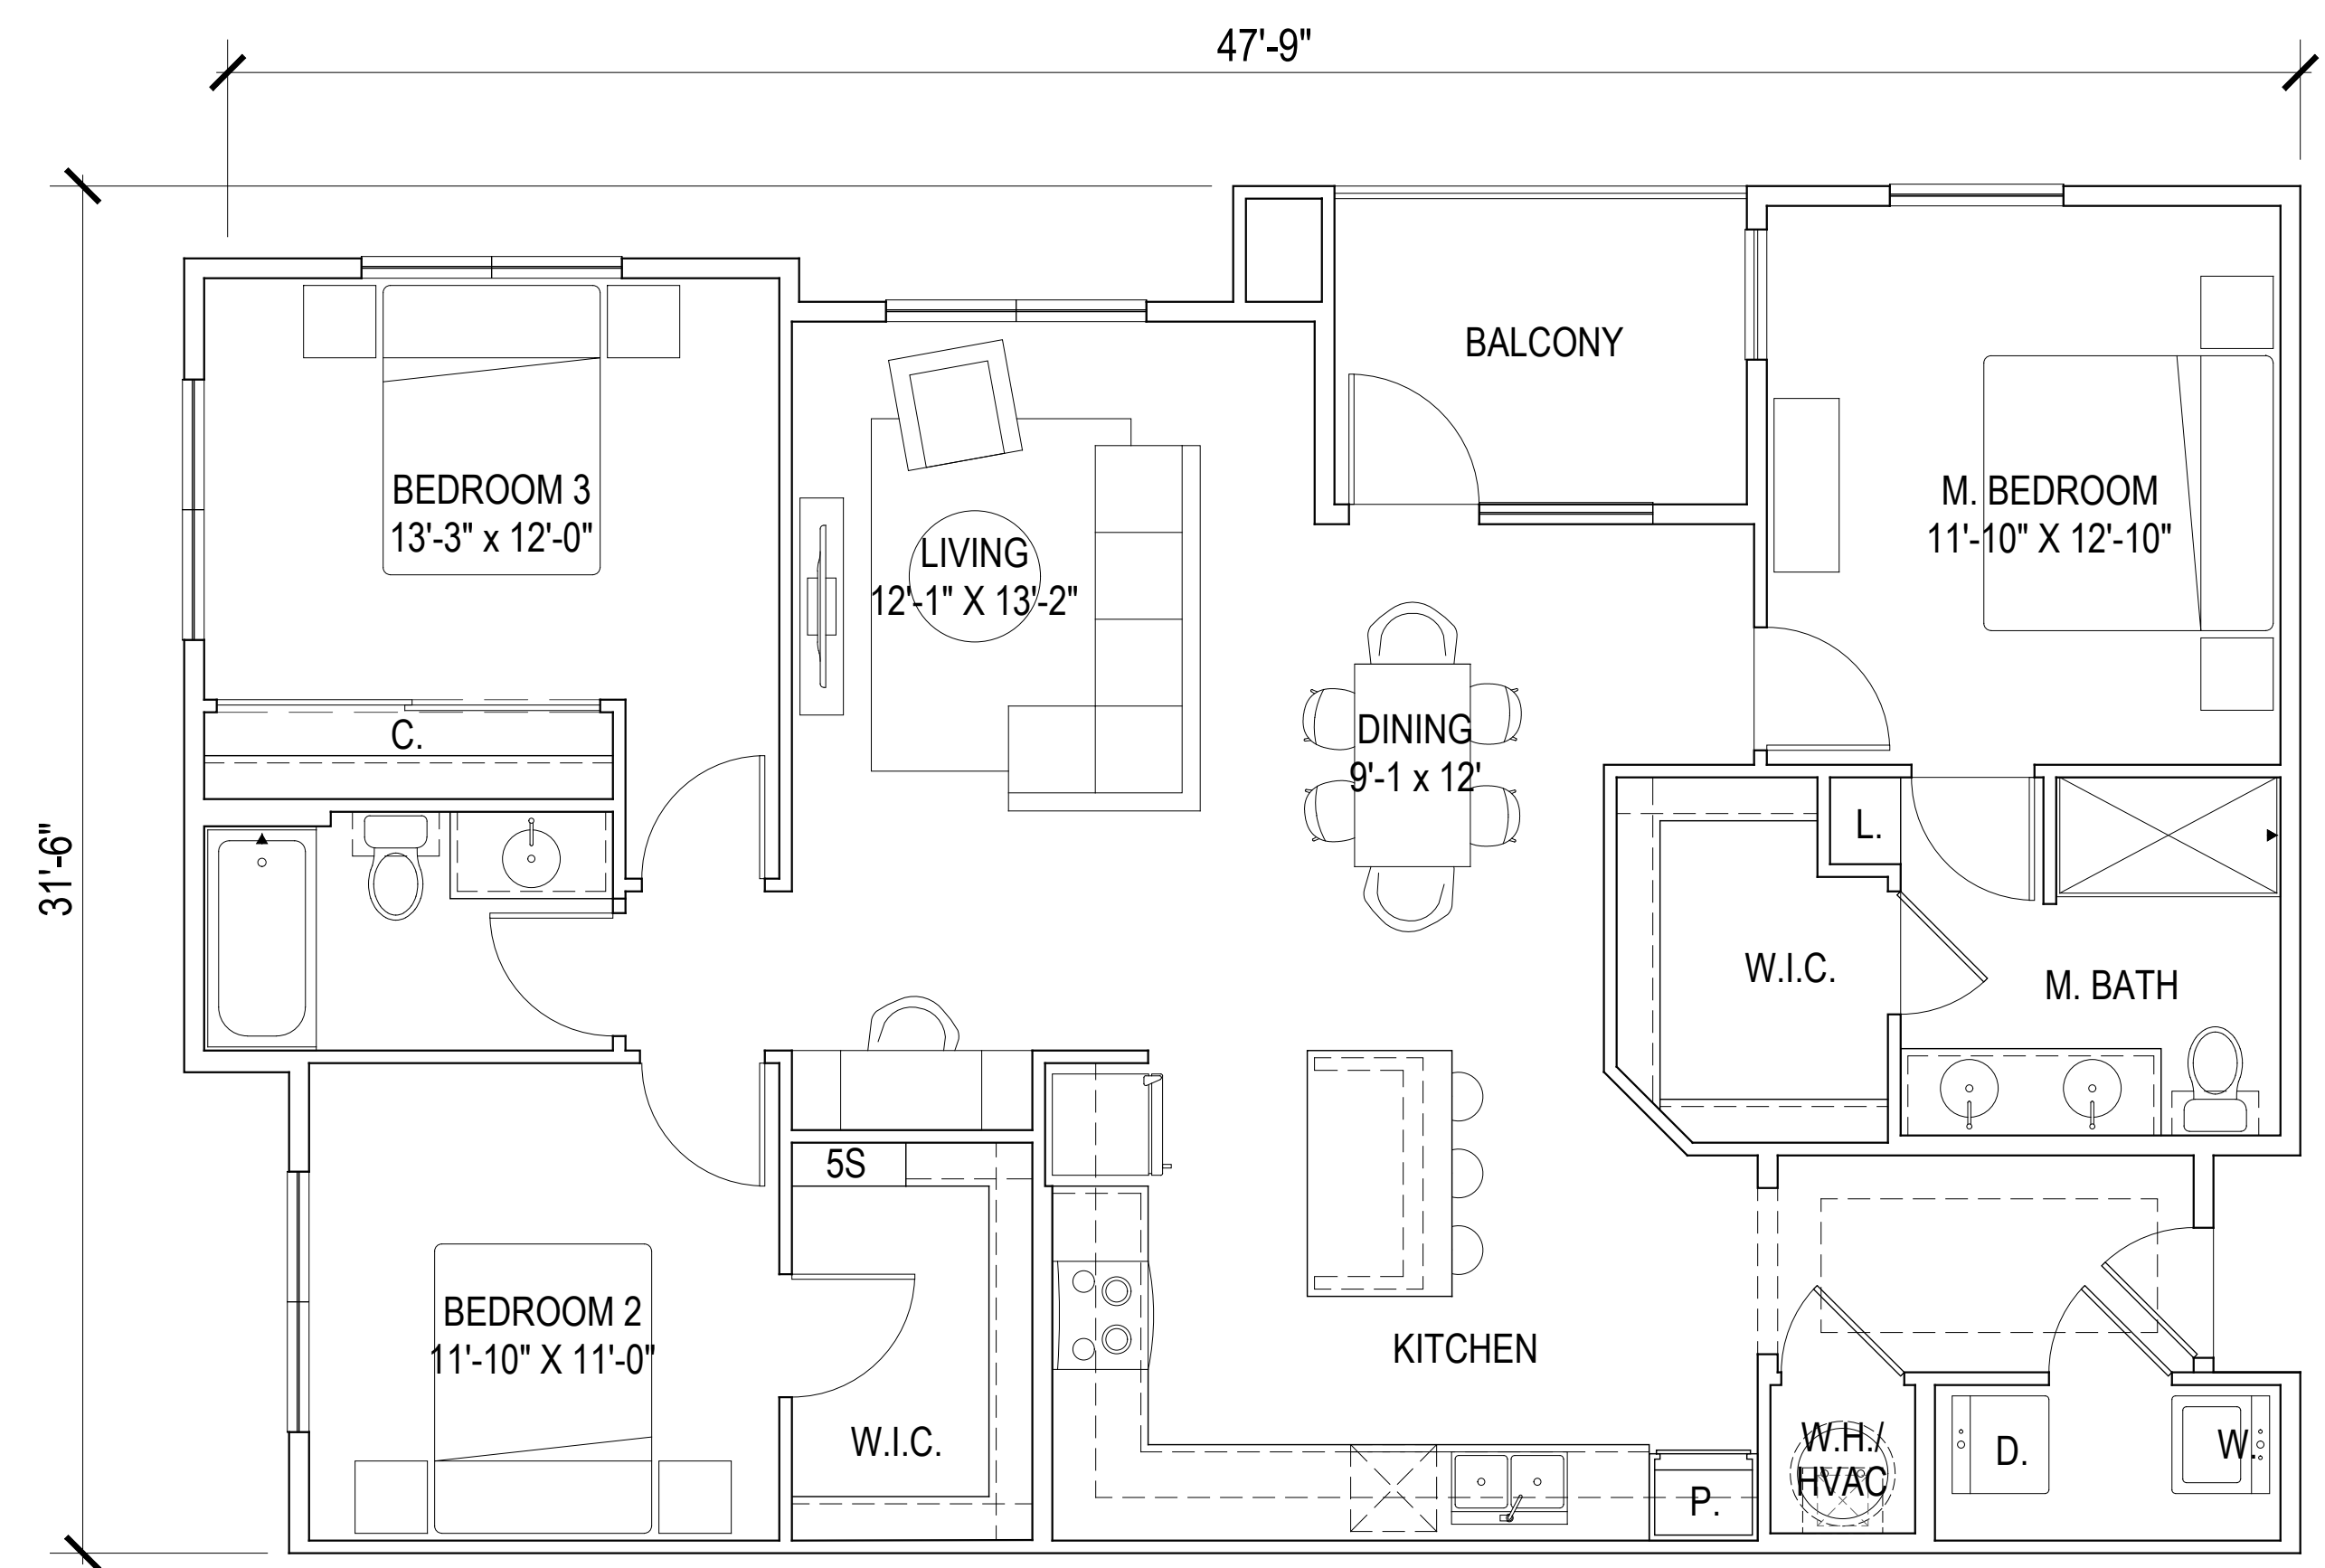 47'-9"
31'-6"
BALCONY
BEDROOM 3
13'-3" x 12'-0"
M. BEDROOM
11'-10" X 12'-10"
LIVING
12'-1" X 13'-2"
DINING
9'-1 x 12'
C.
L.
W.I.C.
M. BATH
5S
BEDROOM 2
11'-10" X 11'-0"
KITCHEN
W.I.C.
W.H./
HVAC
D.
W.
P.